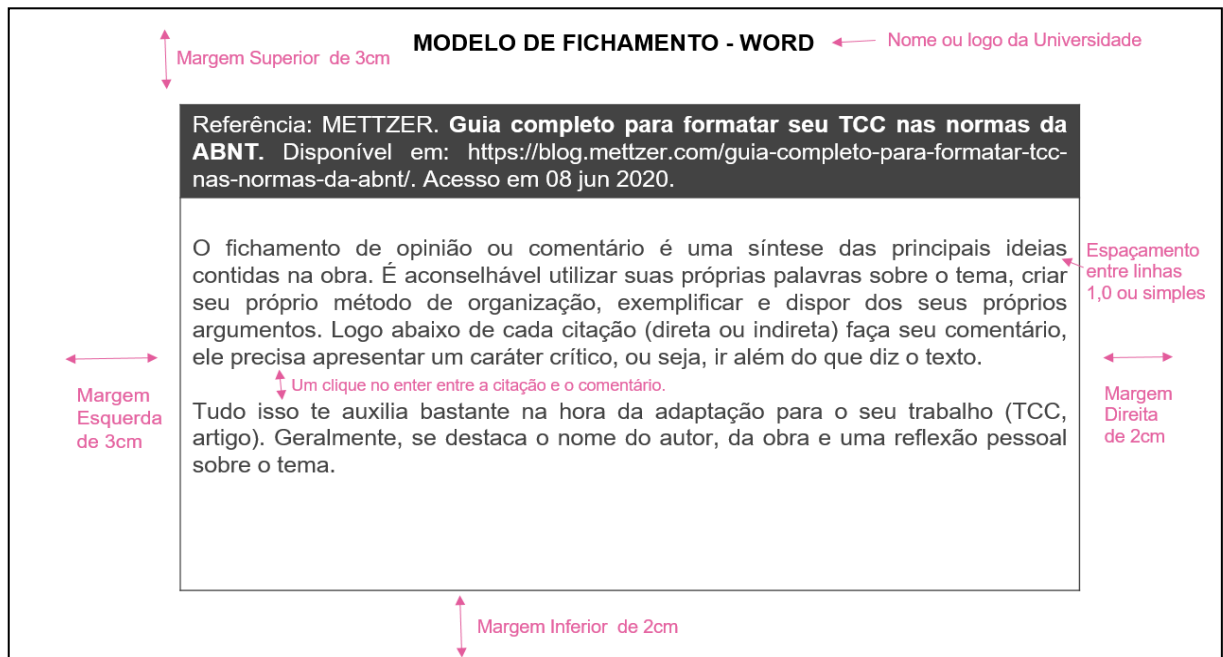 MODELO DE FICHAMENTO - WORD
Nome ou logo da Universidade
Margem Superior de 3cm
Referência: METTZER. Guia completo para formatar seu TCC nas normas da
ABNT. Disponível em: https://blog.mettzer.com/guia-completo-para-formatar-tcc-
nas-normas-da-abnt/. Acesso em 08 jun 2020.
O fichamento de opinião ou comentário é uma síntese das principais ideias
contidas na obra. É aconselhável utilizar suas próprias palavras sobre o tema, criar
seu próprio método de organização, exemplificar e dispor dos seus próprios
argumentos. Logo abaixo de cada citação (direta ou indireta) faça seu comentário,
ele precisa apresentar um caráter crítico, ou seja, ir além do que diz o texto.
Espaçamento
entre linhas
1,0 ou simples
Um clique no enter entre a citação e o comentário.
Margem
Esquerda
de 3cm
Margem
Direita
de 2cm
Tudo isso te auxilia bastante na hora da adaptação para o seu trabalho (TCC,
artigo). Geralmente, se destaca o nome do autor, da obra e uma reflexão pessoal
sobre o tema.
Margem Inferior de 2cm